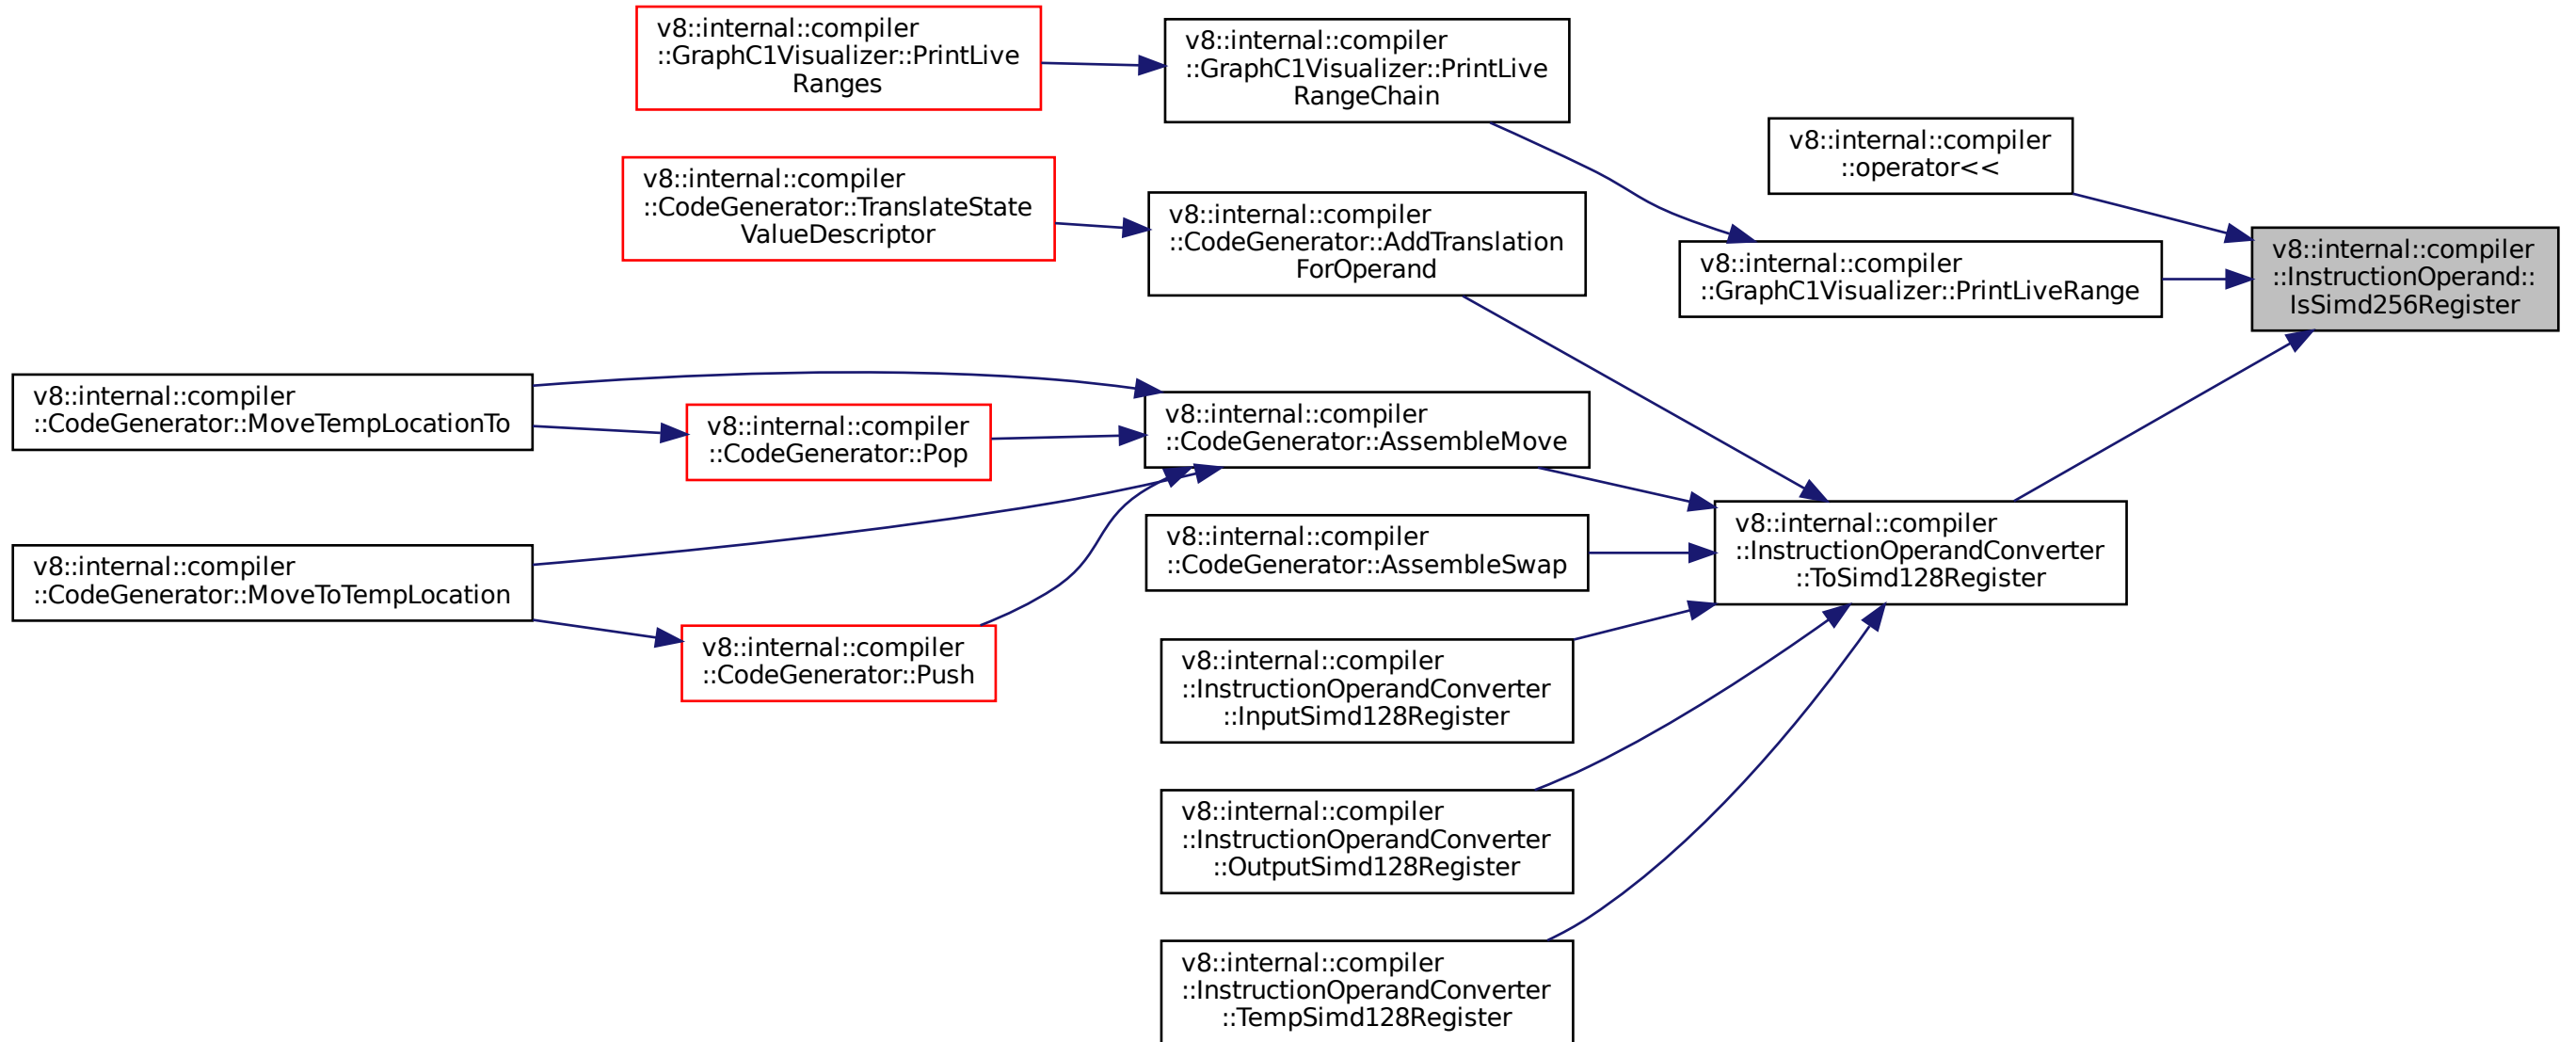 v8::internal::compiler
::GraphC1Visualizer::PrintLive
Ranges
v8::internal::compiler
::GraphC1Visualizer::PrintLive
RangeChain
v8::internal::compiler
::operator<<
v8::internal::compiler
::CodeGenerator::TranslateState
ValueDescriptor
v8::internal::compiler
::CodeGenerator::AddTranslation
ForOperand
v8::internal::compiler
::GraphC1Visualizer::PrintLiveRange
v8::internal::compiler
::InstructionOperand::
IsSimd256Register
v8::internal::compiler
::CodeGenerator::MoveTempLocationTo
v8::internal::compiler
::CodeGenerator::Pop
v8::internal::compiler
::CodeGenerator::AssembleMove
v8::internal::compiler
::CodeGenerator::AssembleSwap
v8::internal::compiler
::InstructionOperandConverter
::ToSimd128Register
v8::internal::compiler
::CodeGenerator::MoveToTempLocation
v8::internal::compiler
::CodeGenerator::Push
v8::internal::compiler
::InstructionOperandConverter
::InputSimd128Register
v8::internal::compiler
::InstructionOperandConverter
::OutputSimd128Register
v8::internal::compiler
::InstructionOperandConverter
::TempSimd128Register